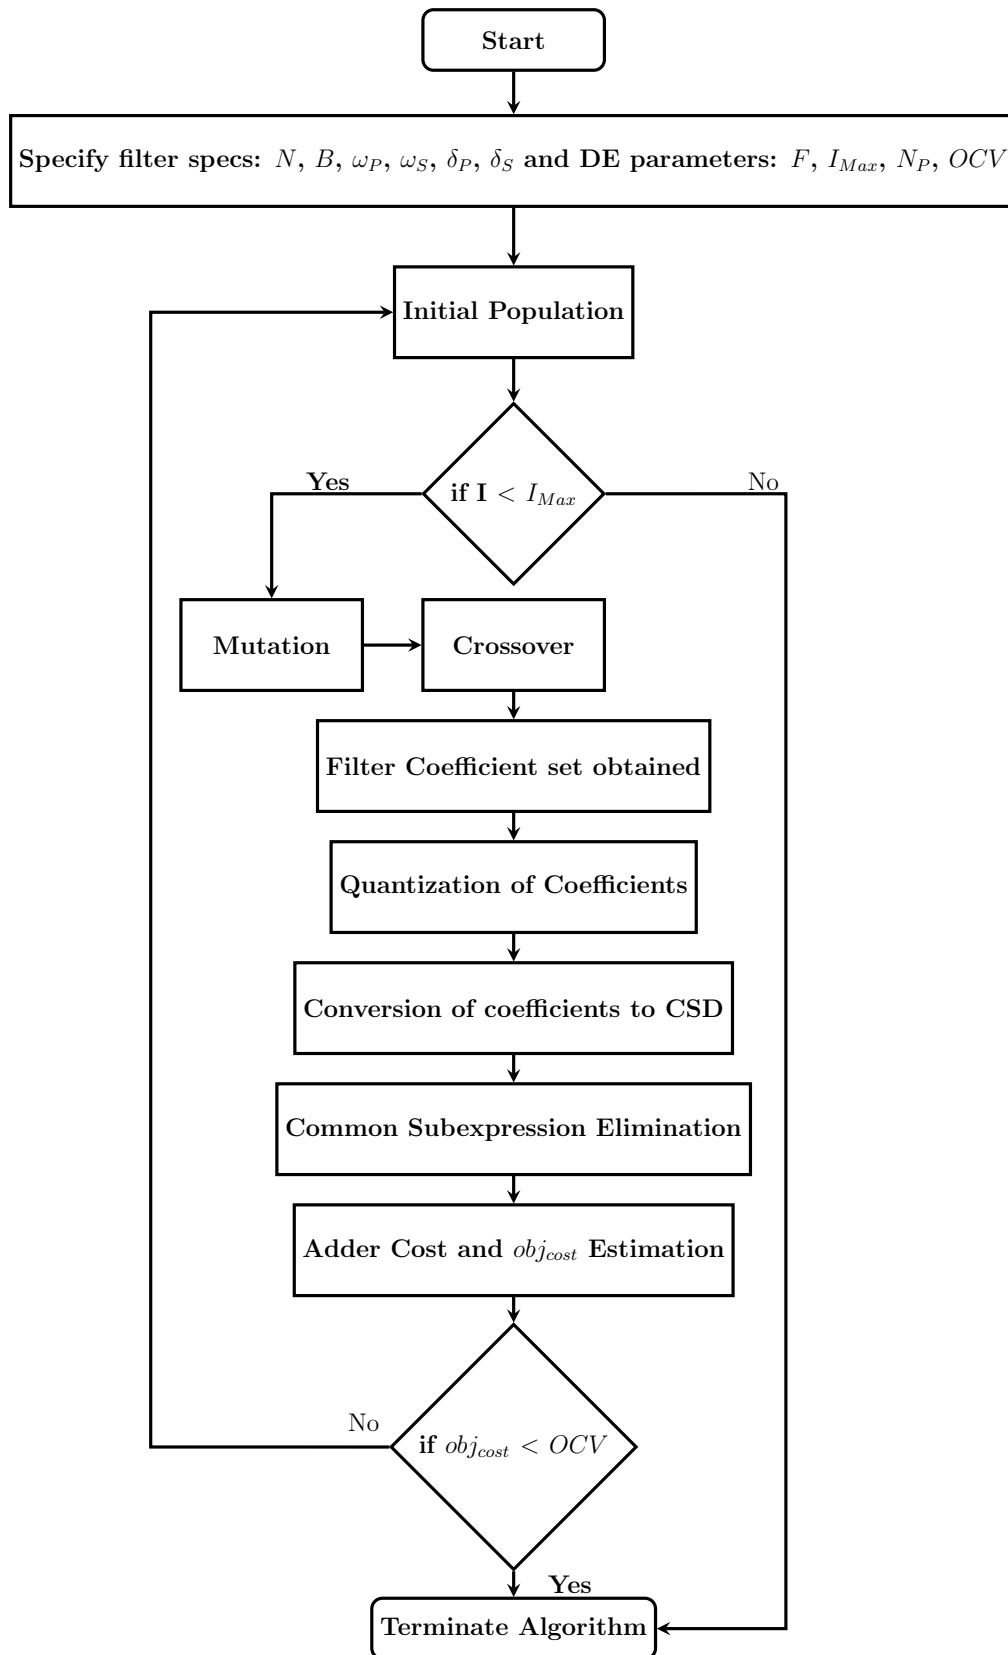 Start
Specify filter specs: N, B, ω_P, ω_S, δ_P, δ_S and DE parameters: F, I_Max, N_P, OCV
Initial Population
Yes
if I < I_Max
No
Mutation
Crossover
Filter Coefficient set obtained
Quantization of Coefficients
Conversion of coefficients to CSD
Common Subexpression Elimination
Adder Cost and obj_cost Estimation
No
if obj_cost < OCV
Yes
Terminate Algorithm